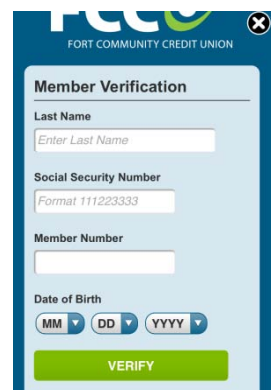 FCCU
FORT COMMUNITY CREDIT UNION
Member Verification
Last Name
Enter Last Name
Social Security Number
Format 111223333
Member Number
Date of Birth
MM DD YYYY
VERIFY